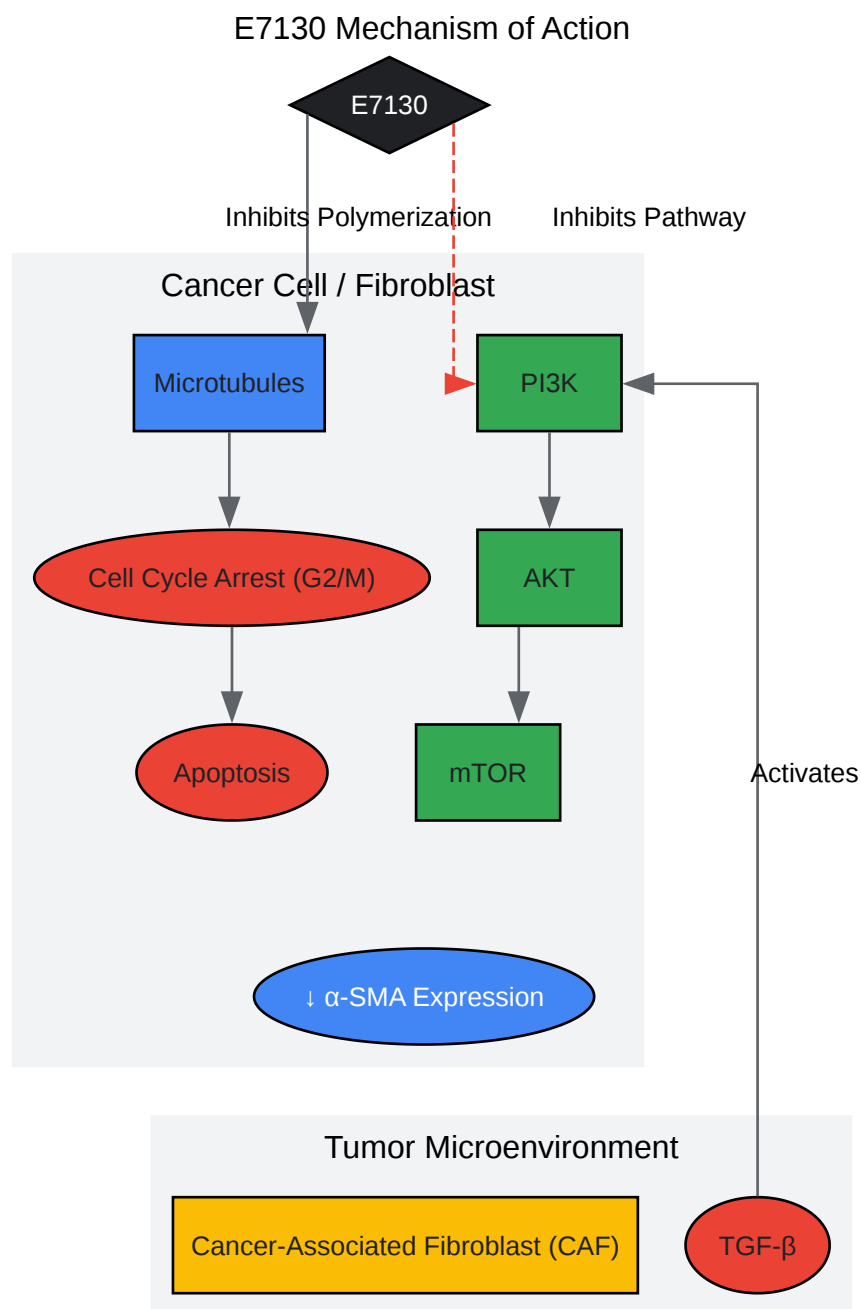 E7130 Mechanism of Action
E7130
Inhibits Polymerization
Inhibits Pathway
Cancer Cell / Fibroblast
Microtubules
PI3K
Cell Cycle Arrest (G2/M)
AKT
Apoptosis
mTOR
Activates
↓ α-SMA Expression
Tumor Microenvironment
Cancer-Associated Fibroblast (CAF)
TGF-β